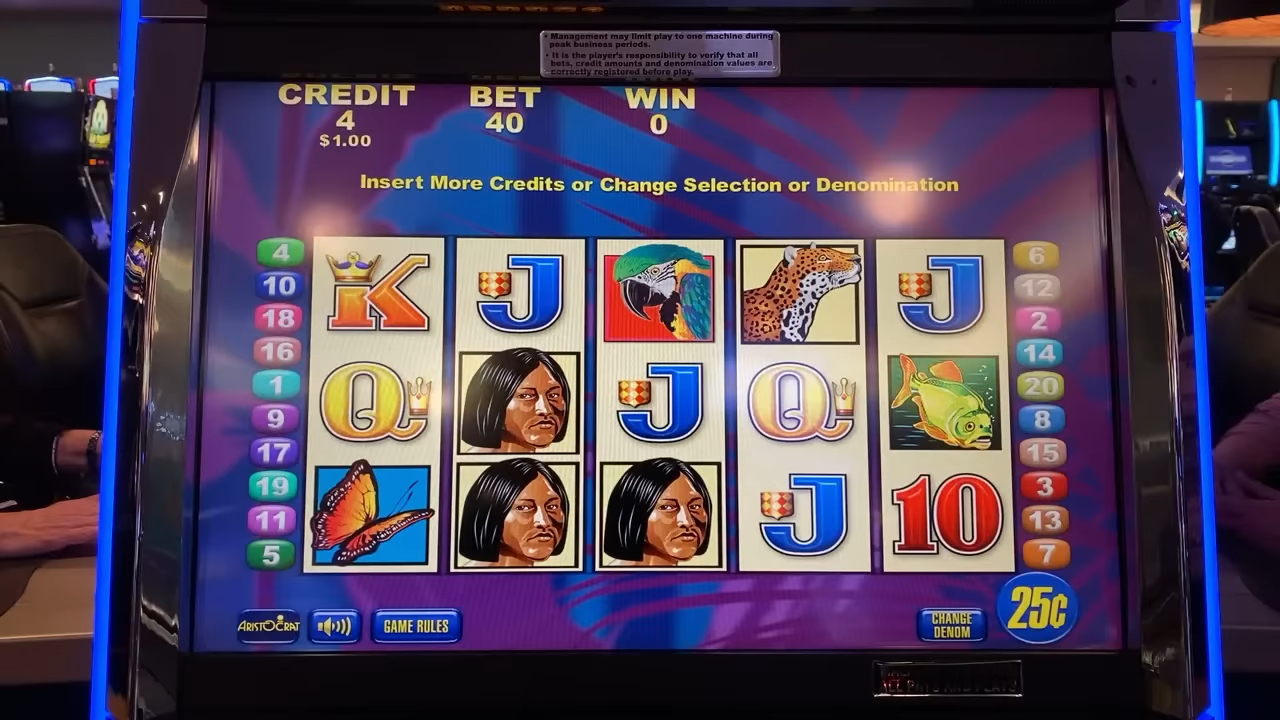 • Management may limit play to one machine during
peak business periods.
• It is the player's responsibility to verify that all
bets, credit amounts and denomination values are
correctly registered before play.
CREDIT BET WIN
4 40 0
$1.00
Insert More Credits or Change Selection or Denomination
4 K J J 6
10 12
18 2
16 14
1 Q J Q 20
9 8
17 15
19 J 10 3
11 13
5 7
ARISTOCRAT GAME RULES CHANGE
DENOM 25¢